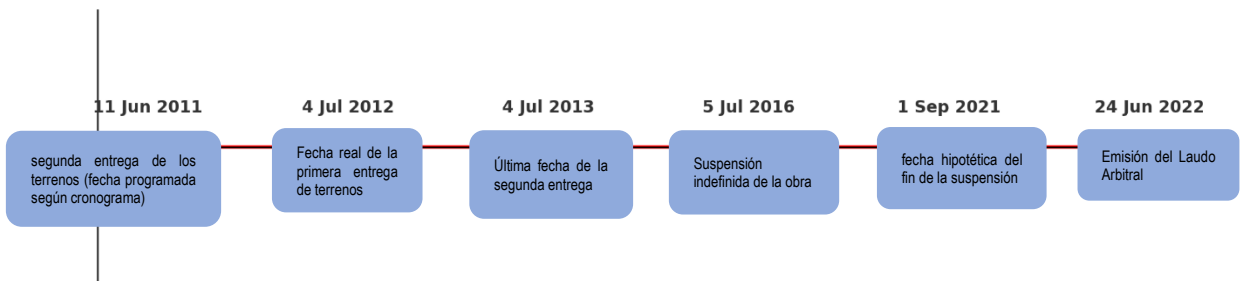 11 Jun 2011
4 Jul 2012
4 Jul 2013
5 Jul 2016
1 Sep 2021
24 Jun 2022
segunda entrega de los
terrenos (fecha programada
según cronograma)
Fecha real de la
primera entrega
de terrenos
Última fecha de la
segunda entrega
Suspensión
indefinida de la obra
fecha hipotética del
fin de la suspensión
Emisión del Laudo
Arbitral